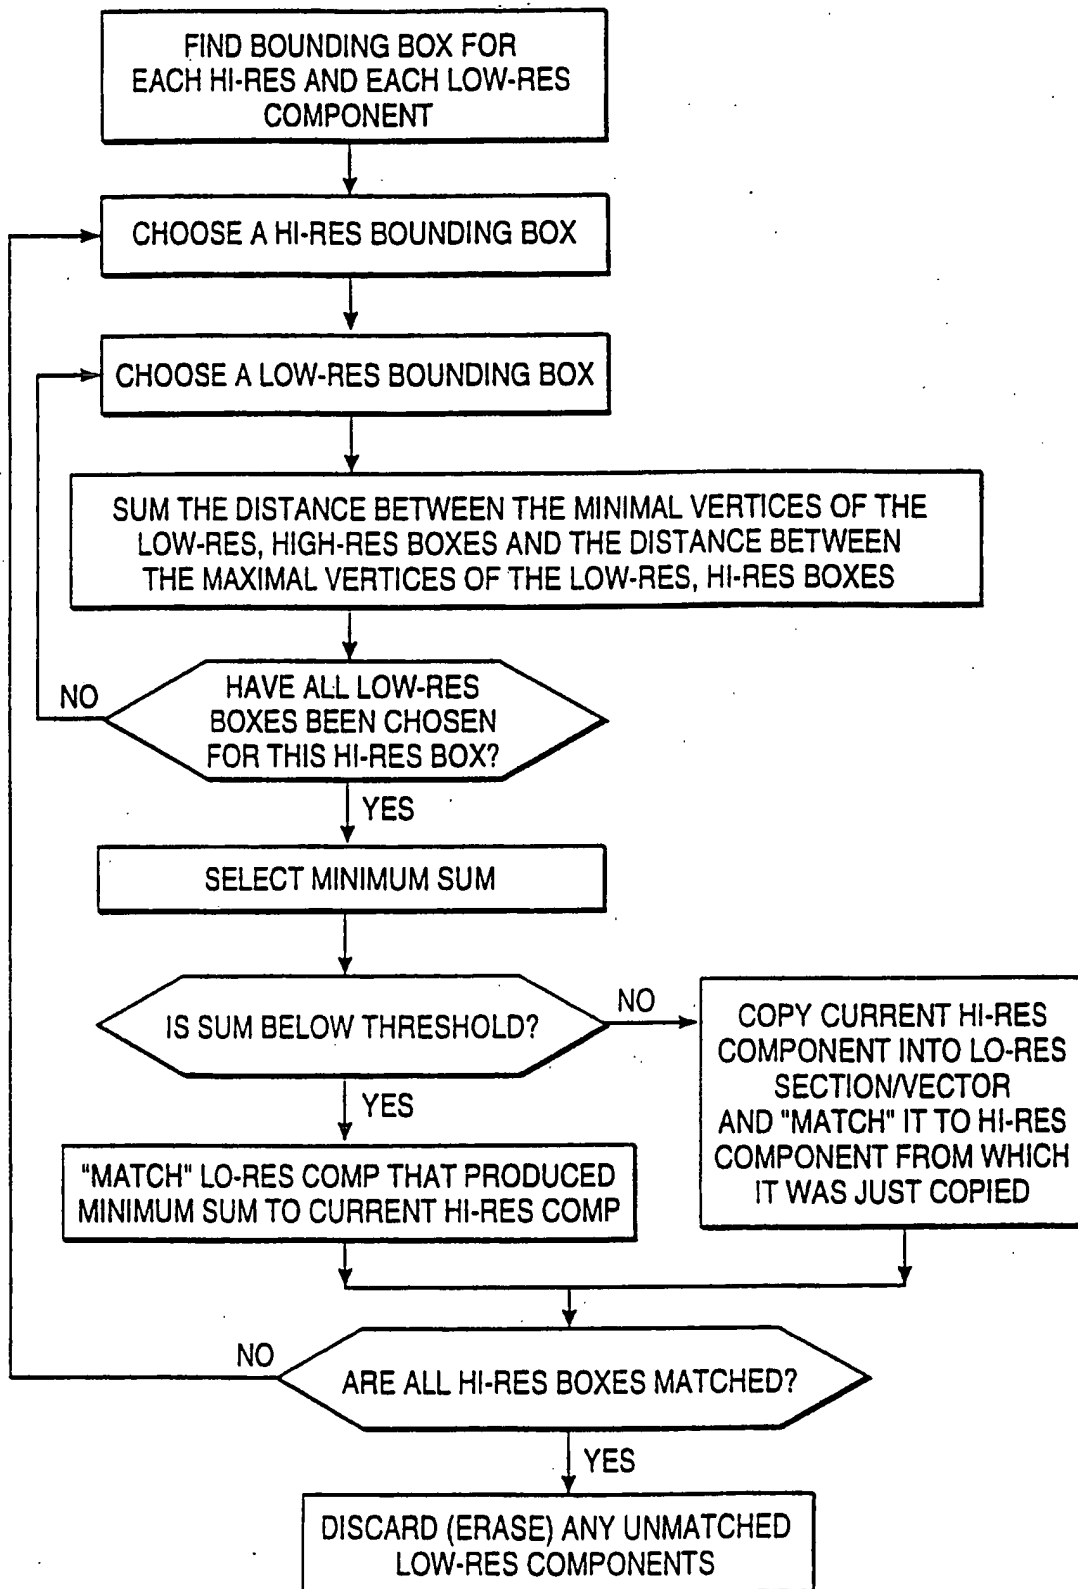 FIND BOUNDING BOX FOR
EACH HI-RES AND EACH LOW-RES
COMPONENT
CHOOSE A HI-RES BOUNDING BOX
CHOOSE A LOW-RES BOUNDING BOX
SUM THE DISTANCE BETWEEN THE MINIMAL VERTICES OF THE
LOW-RES, HIGH-RES BOXES AND THE DISTANCE BETWEEN
THE MAXIMAL VERTICES OF THE LOW-RES, HI-RES BOXES
NO
HAVE ALL LOW-RES
BOXES BEEN CHOSEN
FOR THIS HI-RES BOX?
YES
SELECT MINIMUM SUM
IS SUM BELOW THRESHOLD?
NO
COPY CURRENT HI-RES
COMPONENT INTO LO-RES
SECTION/VECTOR
AND "MATCH" IT TO HI-RES
COMPONENT FROM WHICH
IT WAS JUST COPIED
YES
"MATCH" LO-RES COMP THAT PRODUCED
MINIMUM SUM TO CURRENT HI-RES COMP
NO
ARE ALL HI-RES BOXES MATCHED?
YES
DISCARD (ERASE) ANY UNMATCHED
LOW-RES COMPONENTS